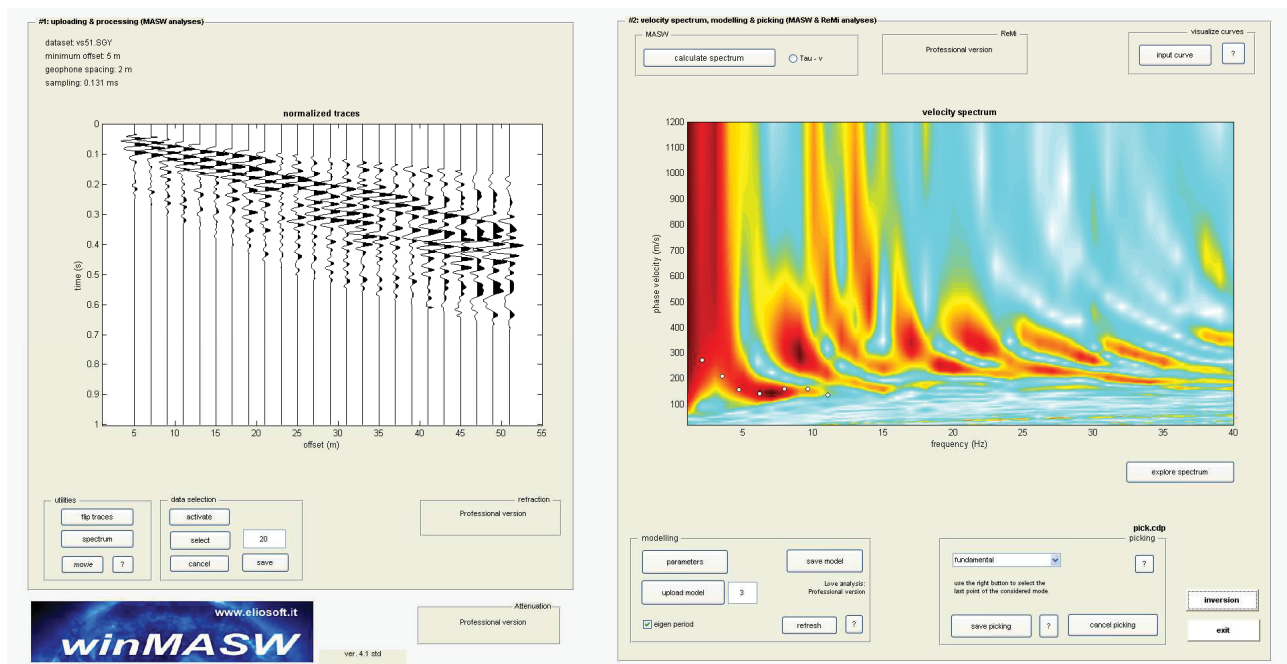 #1: uploading & processing (MASW analyses)
dataset: vs51.SGY
minimum offset: 5 m
geophone spacing: 2 m
sampling: 0.131 ms
normalized traces
0
0.1
0.2
0.3
0.4
0.5
0.6
0.7
0.8
0.9
1
time (s)
5 10 15 20 25 30 35 40 45 50 55
offset (m)
utilities
flip traces
spectrum
movie ?
data selection
activate
select 20
cancel save
refraction
Professional version
www.eliosoft.it
winMASW
ver. 4.1 std
Attenuation
Professional version
#2: velocity spectrum, modelling & picking (MASW & ReMi analyses)
MASW
calculate spectrum Tau - v
ReMi
Professional version
visualize curves
input curve ?
velocity spectrum
1200
1100
1000
900
800
700
600
500
400
300
200
100
phase velocity (m/s)
5 10 15 20 25 30 35 40
frequency (Hz)
explore spectrum
modelling
parameters save model
upload model 3
Love analysis:
Professional version
eigen period refresh ?
pick.cdp
picking
fundamental ?
use the right button to select the
last point of the considered mode
save picking ? cancel picking
inversion
exit